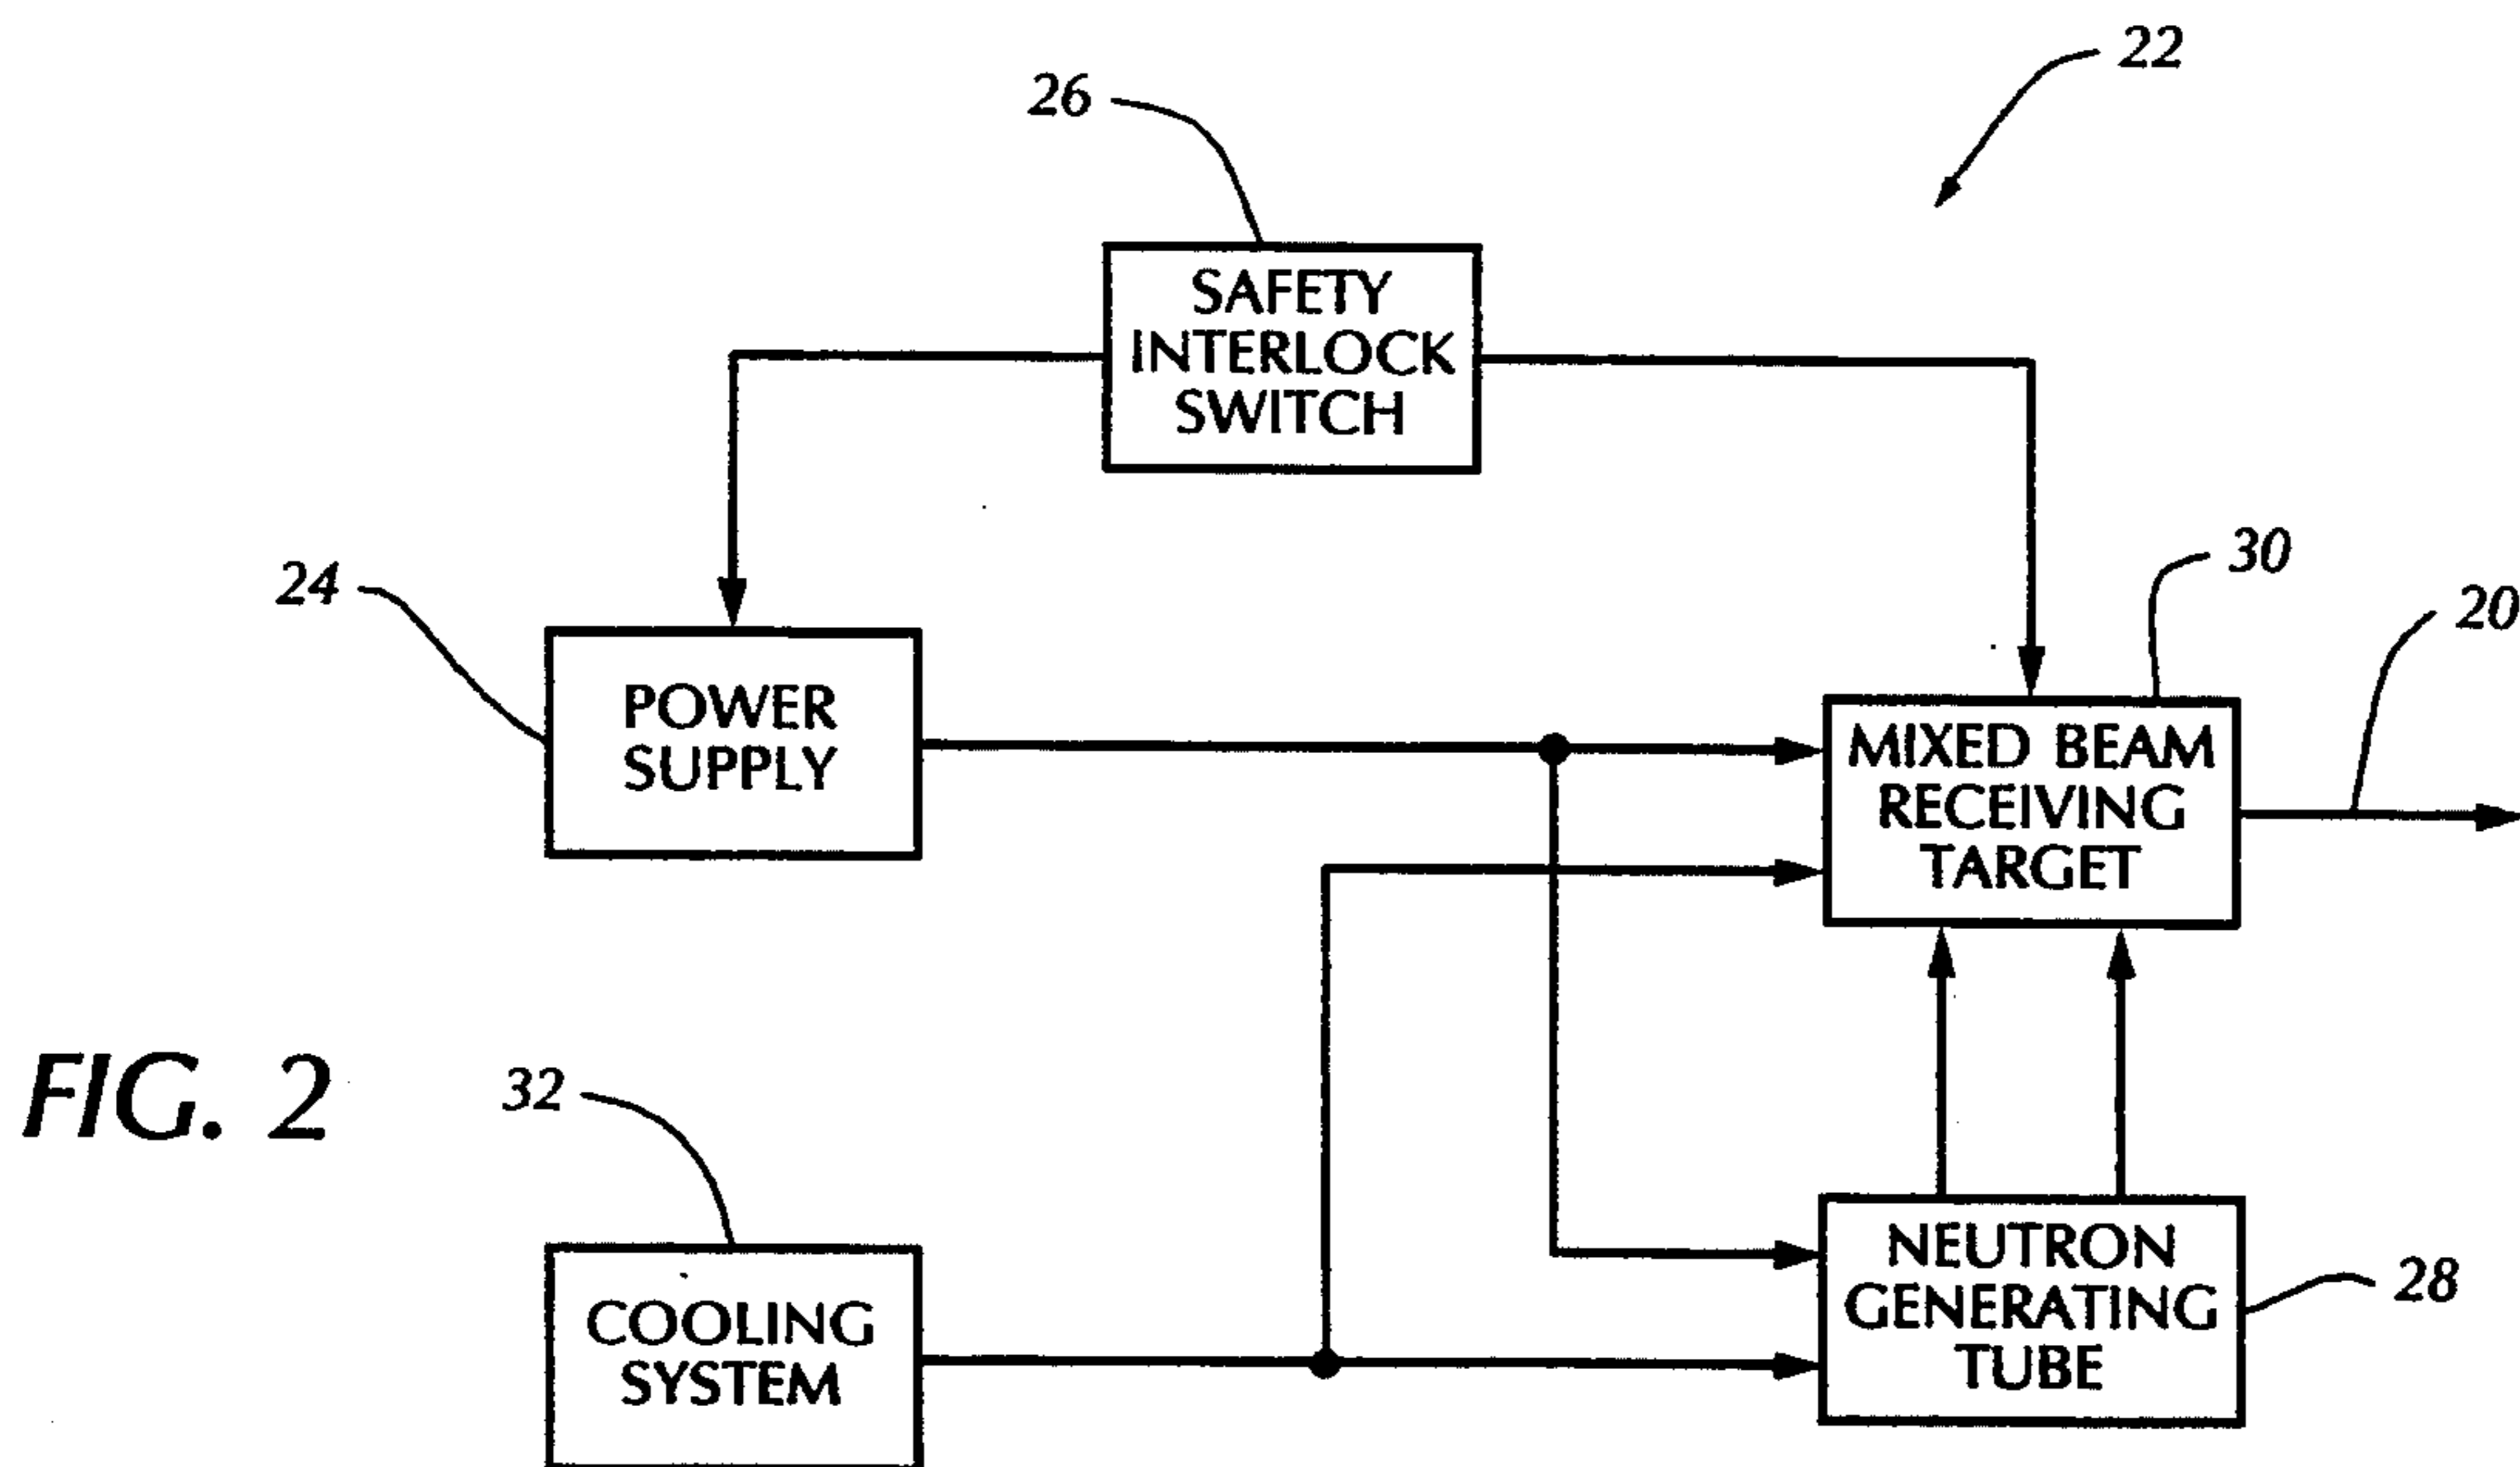 22
26
SAFETY
INTERLOCK
SWITCH
30
24
20
POWER
SUPPLY
MIXED BEAM
RECEIVING
TARGET
FIG. 2
32
NEUTRON
GENERATING
TUBE
28
COOLING
SYSTEM